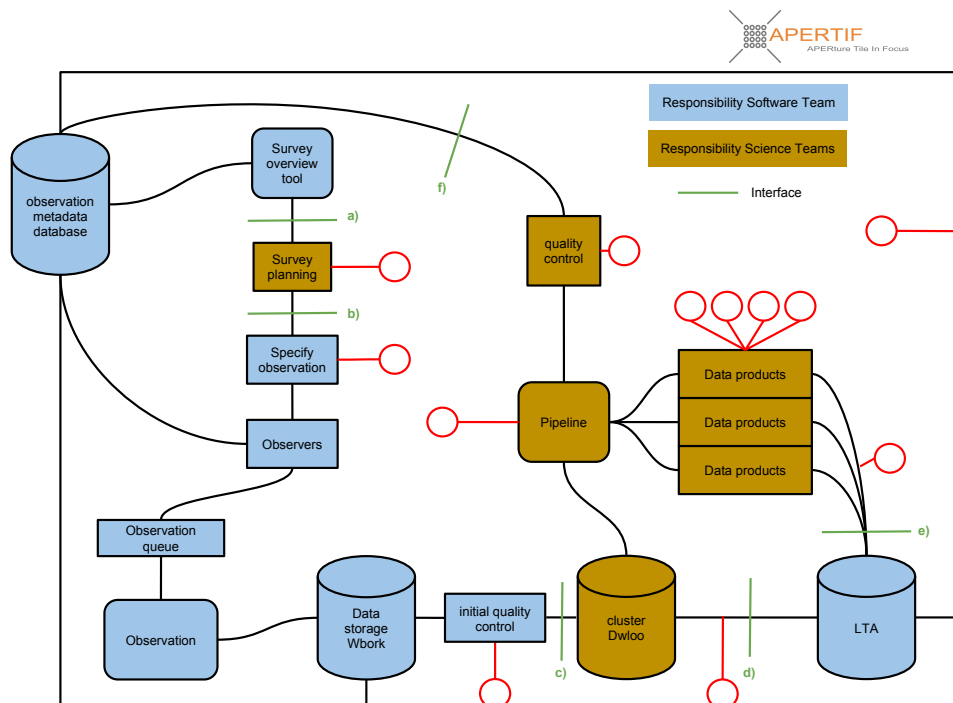 APERTIF
APERture Tile In Focus
Responsibility Software Team
Responsibility Science Teams
Interface
Survey
overview
tool
observation
metadata
database
f)
a)
Survey
planning
quality
control
b)
Specify
observation
Data products
Observers
Pipeline
Data products
Data products
Observation
queue
e)
Observation
Data
storage
Wbork
initial quality
control
c)
cluster
Dwloo
d)
LTA